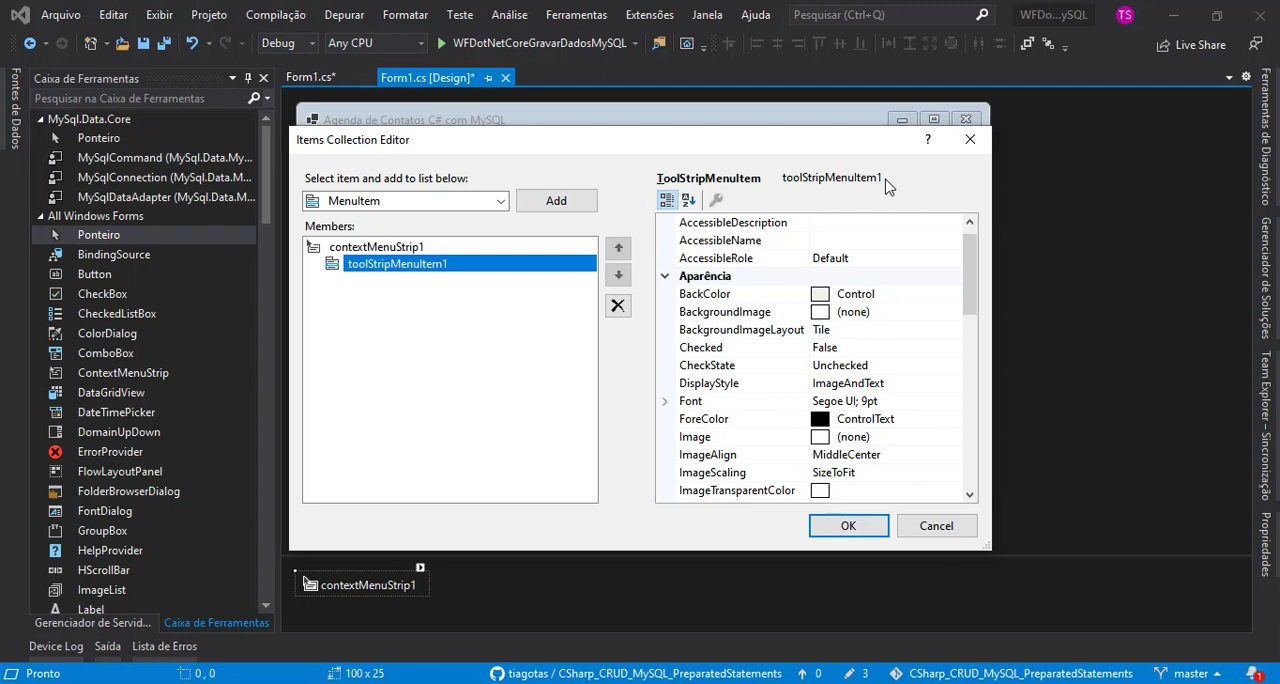 Arquivo Editar Exibir Projeto Compilação Depurar Formatar Teste Análise Ferramentas Extensões Janela Ajuda Pesquisar (Ctrl+Q) WFDo...ySQL TS
Debug Any CPU WFDotNetCoreGravarDadosMySQL Live Share
Fontes de Dados
Caixa de Ferramentas
Pesquisar na Caixa de Ferramentas
MySql.Data.Core
Ponteiro
MySqlCommand (MySql.Data.My...
MySqlConnection (MySql.Data.M...
MySqlDataAdapter (MySql.Data.M...
All Windows Forms
Ponteiro
BindingSource
Button
CheckBox
CheckedListBox
ColorDialog
ComboBox
ContextMenuStrip
DataGridView
DateTimePicker
DomainUpDown
ErrorProvider
FlowLayoutPanel
FolderBrowserDialog
FontDialog
GroupBox
HelpProvider
HScrollBar
ImageList
Label
Gerenciador de Servid... Caixa de Ferramentas
Form1.cs* Form1.cs [Design]*
Agenda de Contatos C# com MySQL
Items Collection Editor
Select item and add to list below:
MenuItem Add
Members:
contextMenuStrip1
toolStripMenuItem1
ToolStripMenuItem toolStripMenuItem1
AccessibleDescription
AccessibleName
AccessibleRole Default
Aparência
BackColor Control
BackgroundImage (none)
BackgroundImageLayout Tile
Checked False
CheckState Unchecked
DisplayStyle ImageAndText
Font Segoe UI; 9pt
ForeColor ControlText
Image (none)
ImageAlign MiddleCenter
ImageScaling SizeToFit
ImageTransparentColor
OK Cancel
contextMenuStrip1
Ferramentas de Diagnóstico
Gerenciador de Soluções
Team Explorer – Sincronização
Propriedades
Device Log Saída Lista de Erros
Pronto 0 , 0 100 x 25 tiagotas / CSharp_CRUD_MySQL_PreparedStatements 0 3 CSharp_CRUD_MySQL_PreparedStatements master 1